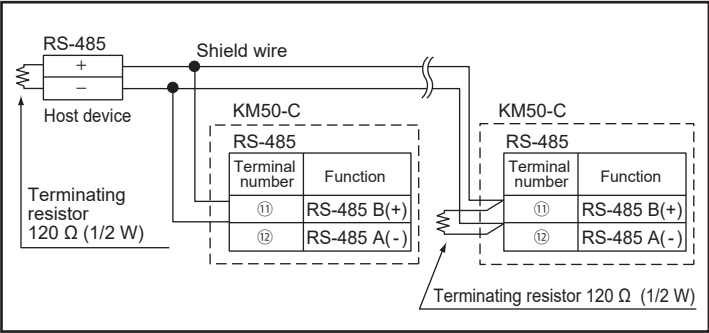 RS-485
+
−
Host device
Shield wire
Terminating
resistor
120 Ω (1/2 W)
KM50-C
RS-485
Terminal
number
Function
⑪
RS-485 B(+)
⑫
RS-485 A(-)
KM50-C
RS-485
Terminal
number
Function
⑪
RS-485 B(+)
⑫
RS-485 A(-)
Terminating resistor 120 Ω (1/2 W)